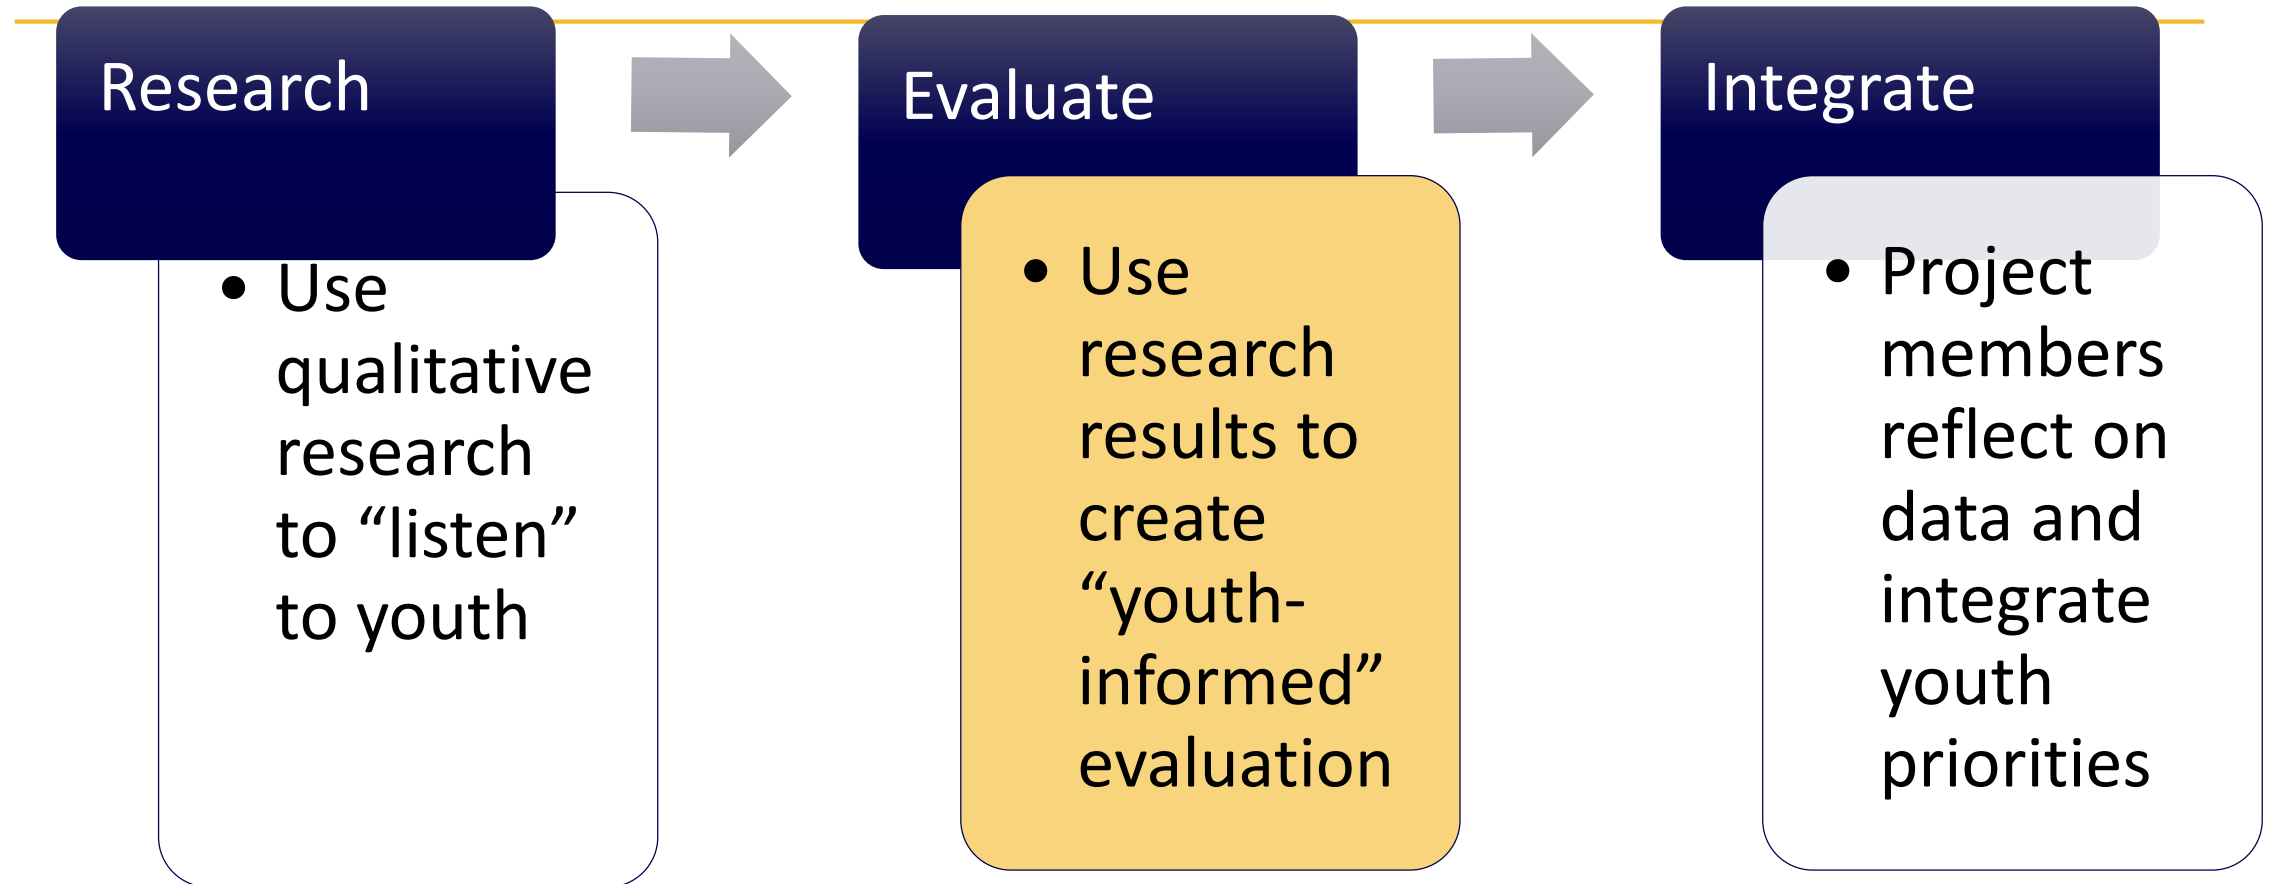 Research
• Use
qualitative
research
to “listen”
to youth
Evaluate
• Use
research
results to
create
“youth-
informed”
evaluation
Integrate
• Project
members
reflect on
data and
integrate
youth
priorities